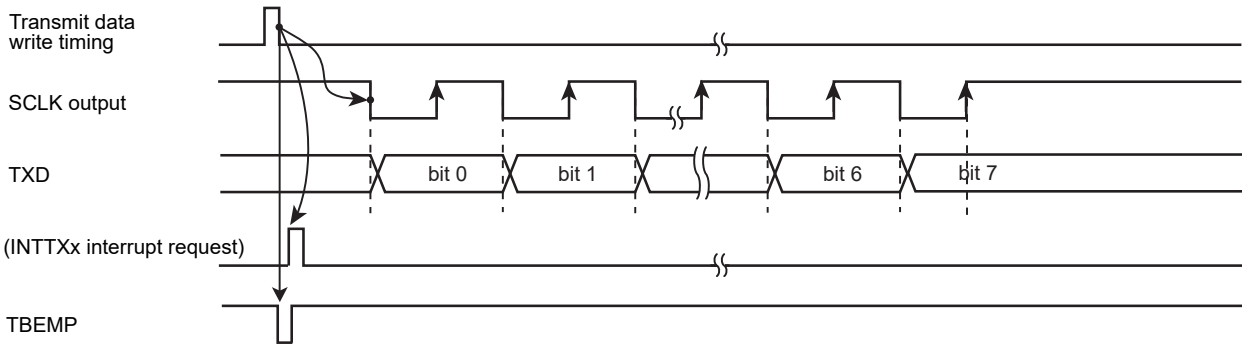 Transmit data
write timing
SCLK output
TXD
bit 0
bit 1
bit 6
bit 7
(INTTXx interrupt request)
TBEMP